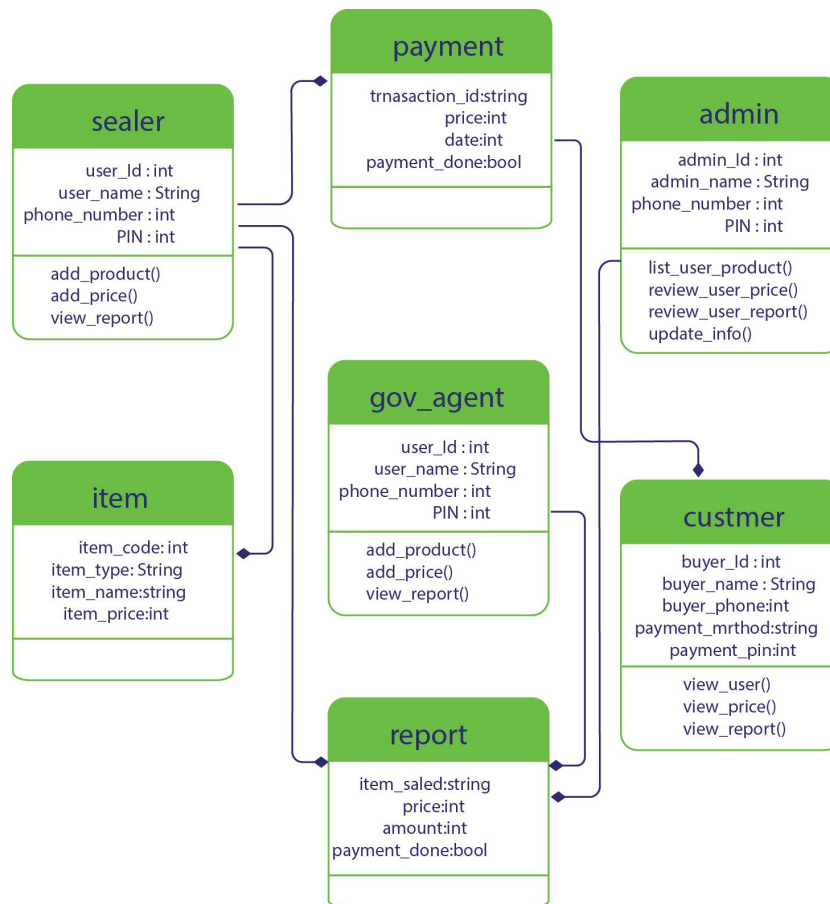 payment
trnasaction_id:string
price:int
date:int
payment_done:bool
sealer
user_Id : int
user_name : String
phone_number : int
PIN : int
add_product()
add_price()
view_report()
admin
admin_Id : int
admin_name : String
phone_number : int
PIN : int
list_user_product()
review_user_price()
review_user_report()
update_info()
gov_agent
user_Id : int
user_name : String
phone_number : int
PIN : int
add_product()
add_price()
view_report()
item
item_code: int
item_type: String
item_name:string
item_price:int
custmer
buyer_Id : int
buyer_name : String
buyer_phone:int
payment_mrthod:string
payment_pin:int
view_user()
view_price()
view_report()
report
item_saled:string
price:int
amount:int
payment_done:bool